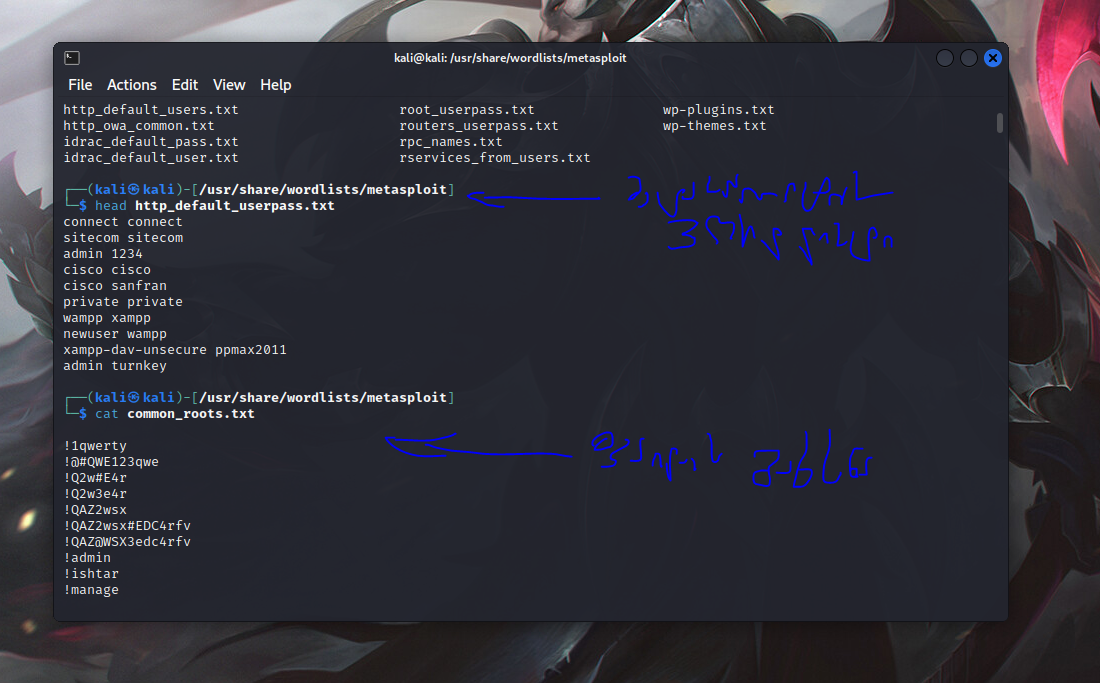 kali@kali: /usr/share/wordlists/metasploit
File Actions Edit View Help
http_default_users.txt root_userpass.txt wp-plugins.txt
http_owa_common.txt routers_userpass.txt wp-themes.txt
idrac_default_pass.txt rpc_names.txt
idrac_default_user.txt rservices_from_users.txt
┌──(kali㉿kali)-[/usr/share/wordlists/metasploit]
└─$ head http_default_userpass.txt
connect connect
sitecom sitecom
admin 1234
cisco cisco
cisco sanfran
private private
wampp xampp
newuser wampp
xampp-dav-unsecure ppmax2011
admin turnkey
┌──(kali㉿kali)-[/usr/share/wordlists/metasploit]
└─$ cat common_roots.txt
!1qwerty
!@#QWE123qwe
!Q2w#E4r
!Q2w3e4r
!QAZ2wsx
!QAZ2wsx#EDC4rfv
!QAZ@WSX3edc4rfv
!admin
!ishtar
!manage